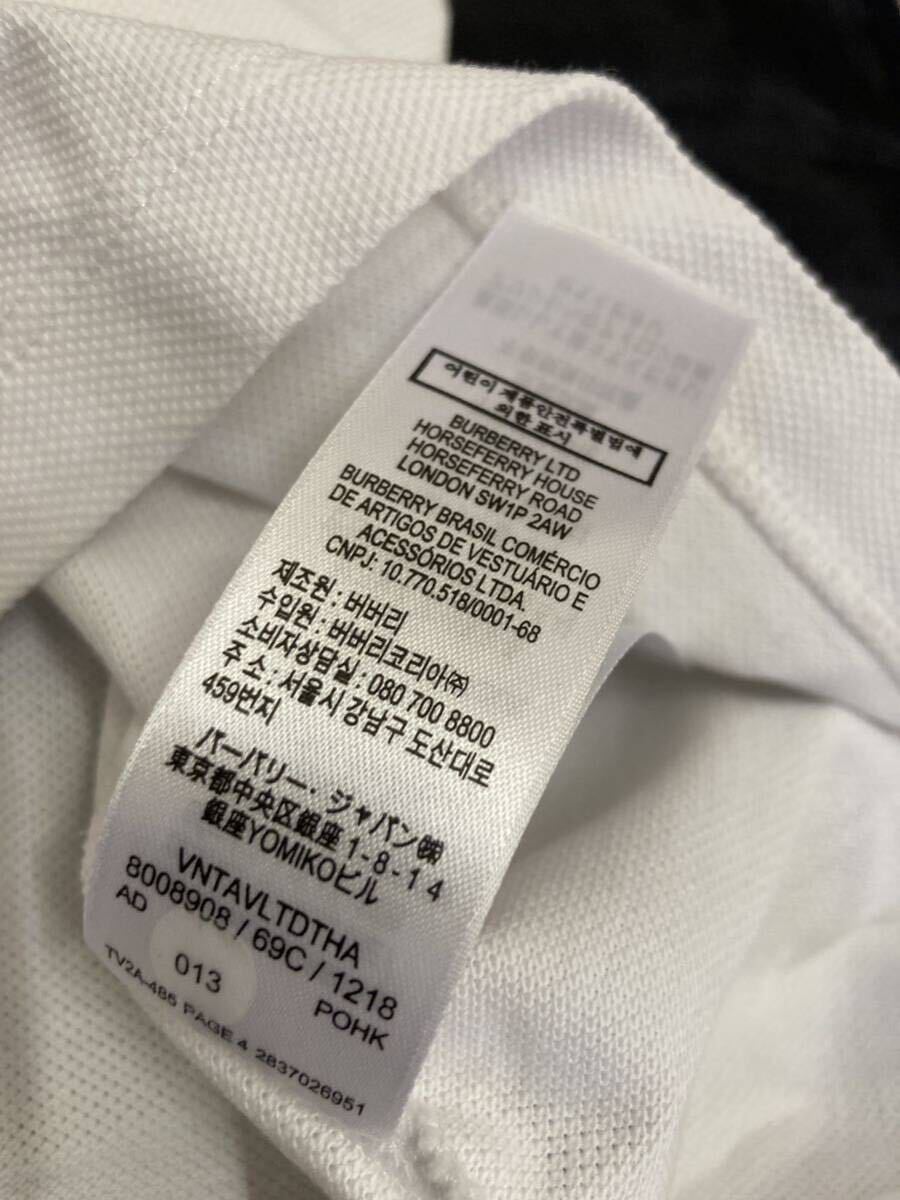 어린이 제품안전특별법에
의한 표시
BURBERRY LTD
HORSEFERRY HOUSE
HORSEFERRY ROAD
LONDON SW1P 2AW
BURBERRY BRASIL COMÉRCIO
DE ARTIGOS DE VESTUÁRIO E
ACESSÓRIOS LTDA.
CNPJ: 10.770.518/0001-68
제조원 : 버버리
수입원 : 버버리코리아㈜
소비자상담실 : 080 700 8800
주 소 : 서울시 강남구 도산대로
459번지
バーバリー・ジャパン㈱
東京都中央区銀座1-8-14
銀座YOMIKOビル
VNTAVLTDTHA
8008908 / 69C / 1218
AD 013 POHK
TV2A-486 PAGE 4 2837026951